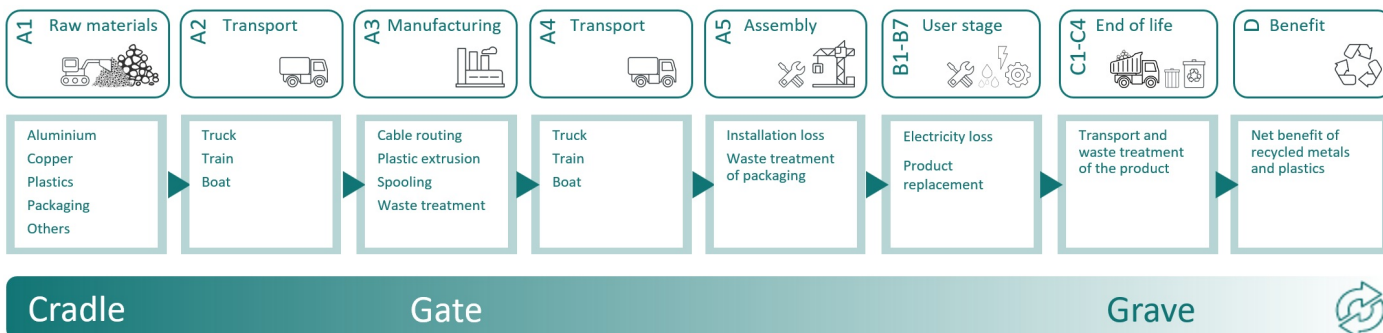 A1 Raw materials
A2 Transport
A3 Manufacturing
A4 Transport
A5 Assembly
B1-B7 User stage
C1-C4 End of life
D Benefit
Aluminium
Copper
Plastics
Packaging
Others
Truck
Train
Boat
Cable routing
Plastic extrusion
Spooling
Waste treatment
Truck
Train
Boat
Installation loss
Waste treatment
of packaging
Electricity loss
Product
replacement
Transport and
waste treatment
of the product
Net benefit of
recycled metals
and plastics
Cradle
Gate
Grave